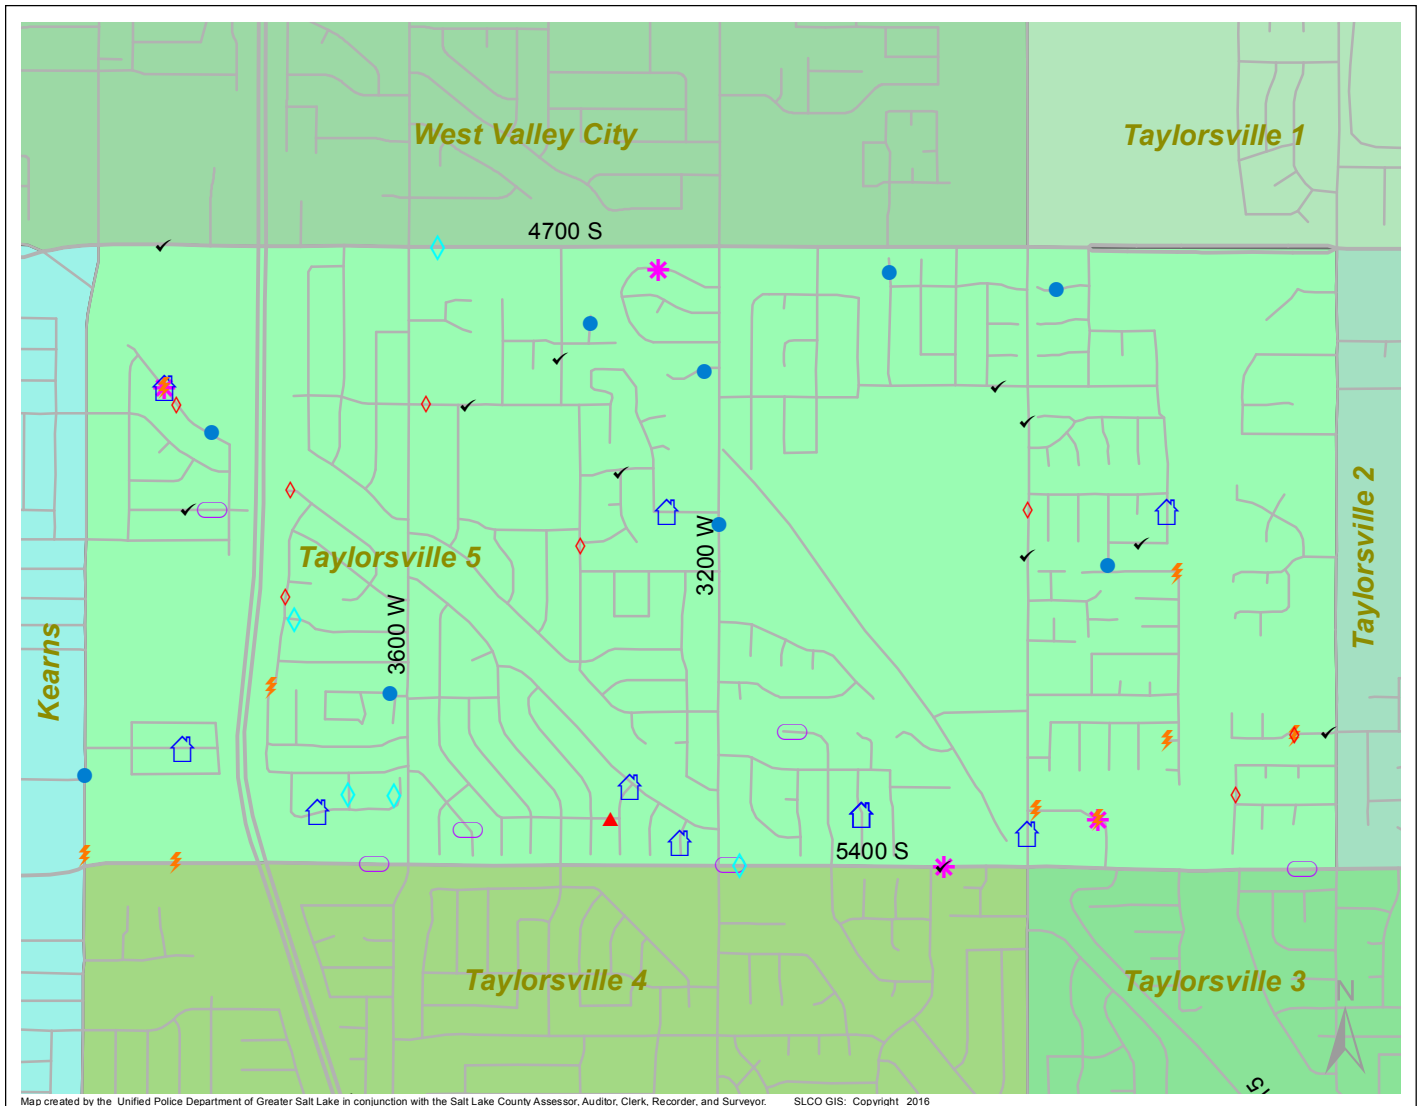 West Valley City
Taylorsville 1
4700 S
Taylorsville 5
3200 W
3600 W
Taylorsville 2
Kearns
5400 S
Taylorsville 4
Taylorsville 3
N
Map created by the Unified Police Department of Greater Salt Lake in conjunction with the Salt Lake County Assessor, Auditor, Clerk, Recorder, and Surveyor. SLCO GIS: Copyright 2016